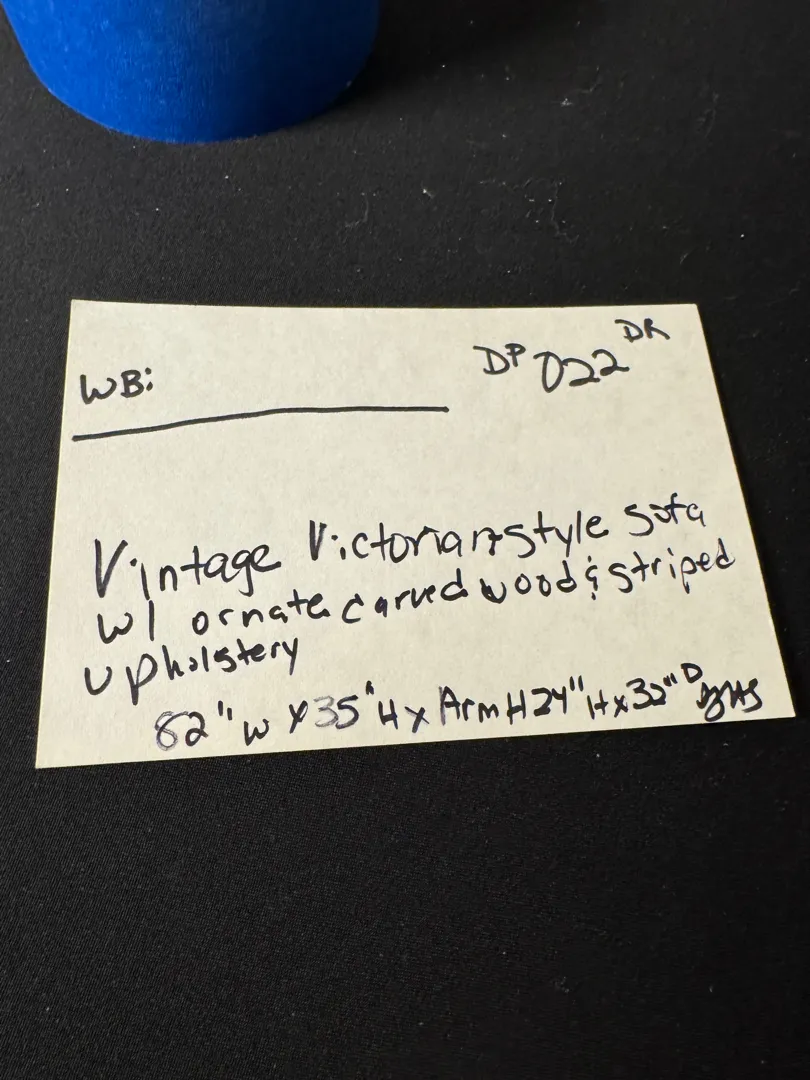 WB:
DP 022 DR
Vintage Victorian-style sofa
w/ ornate carved wood & striped
upholstery
82" W x 35" H x Arm H 24" H x 32" D